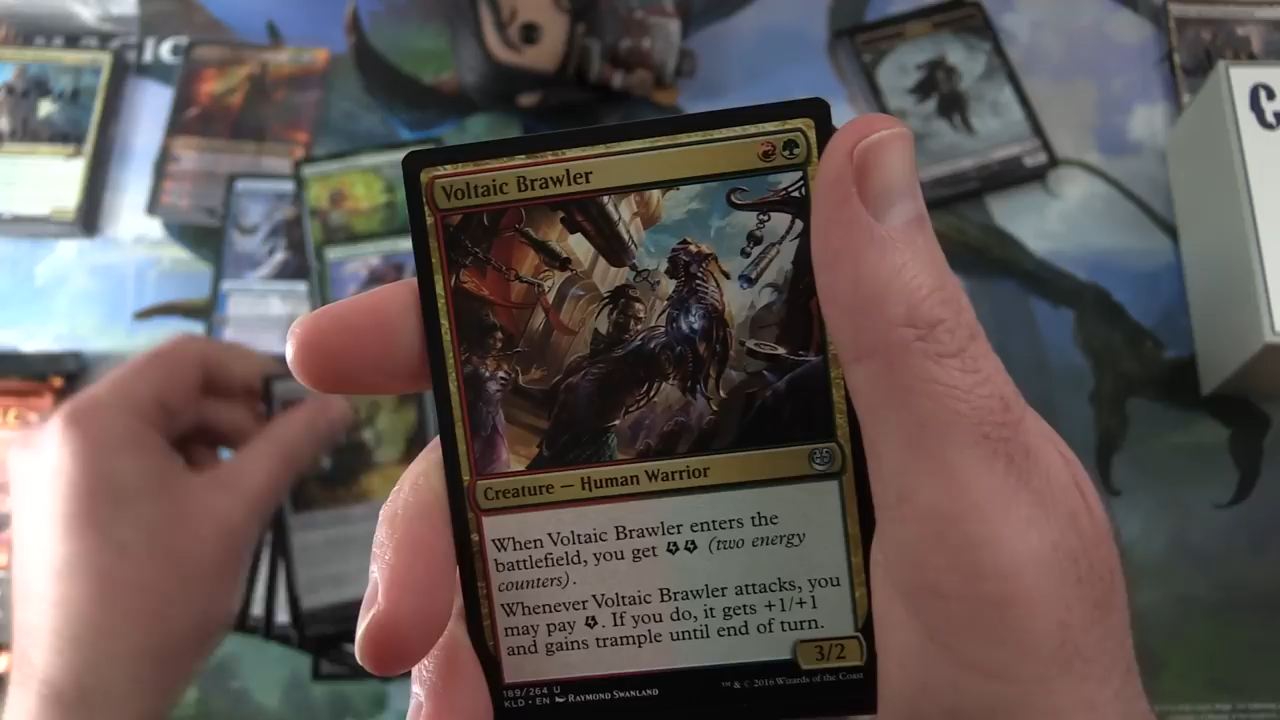 MAGIC
C
Voltaic Brawler
Creature — Human Warrior
When Voltaic Brawler enters the
battlefield, you get (two energy
counters).
Whenever Voltaic Brawler attacks, you
may pay . If you do, it gets +1/+1
and gains trample until end of turn.
3/2
189/264 U
KLD • EN RAYMOND SWANLAND
™ & © 2016 Wizards of the Coast